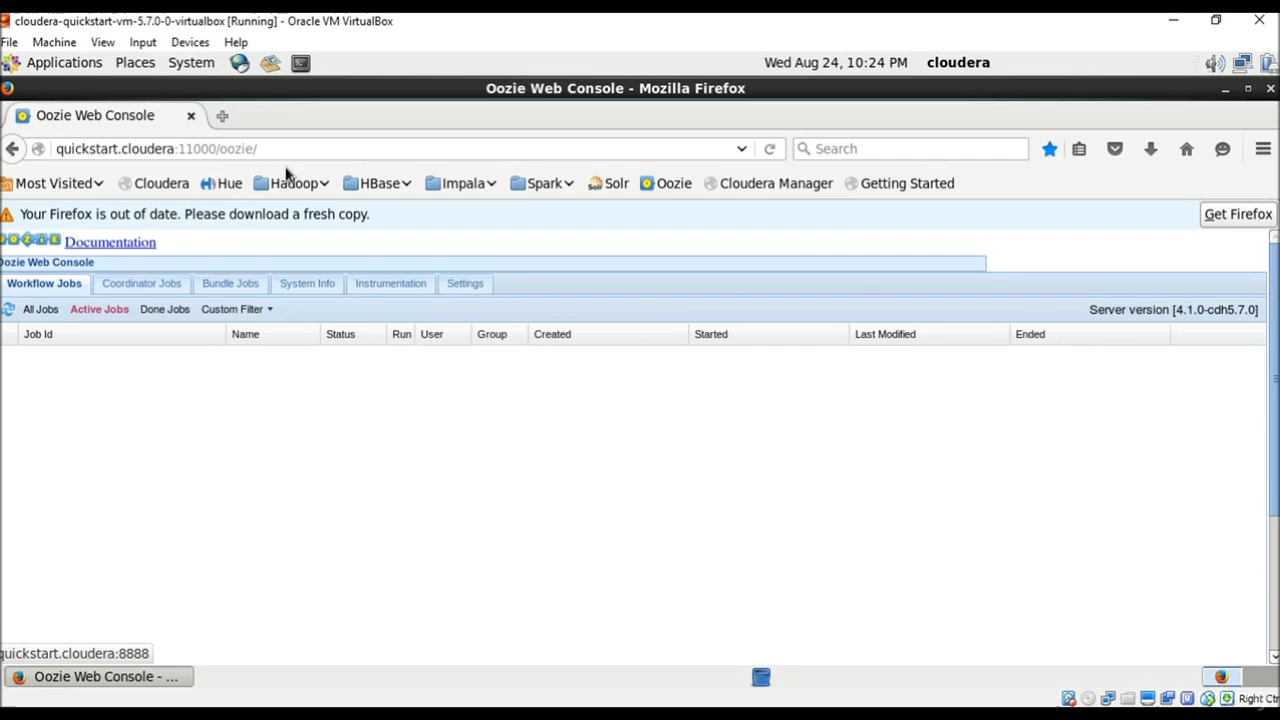 cloudera-quickstart-vm-5.7.0-0-virtualbox [Running] - Oracle VM VirtualBox
File Machine View Input Devices Help
Applications Places System Wed Aug 24, 10:24 PM cloudera
Oozie Web Console - Mozilla Firefox
Oozie Web Console
quickstart.cloudera:11000/oozie/ Search
Most Visited Cloudera Hue Hadoop HBase Impala Spark Solr Oozie Cloudera Manager Getting Started
Your Firefox is out of date. Please download a fresh copy. Get Firefox
Documentation
Oozie Web Console
Workflow Jobs Coordinator Jobs Bundle Jobs System Info Instrumentation Settings
All Jobs Active Jobs Done Jobs Custom Filter Server version [4.1.0-cdh5.7.0]
Job Id Name Status Run User Group Created Started Last Modified Ended
quickstart.cloudera:8888
Oozie Web Console - ...
Right Ctr